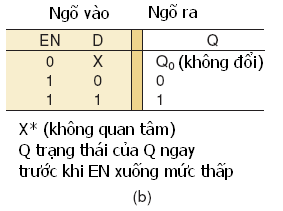 Ngõ vào Ngõ ra
EN D Q
0 X Q₀ (không đổi)
1 0 0
1 1 1
X* (không quan tâm)
Q trạng thái của Q ngay
trước khi EN xuống mức thấp
(b)